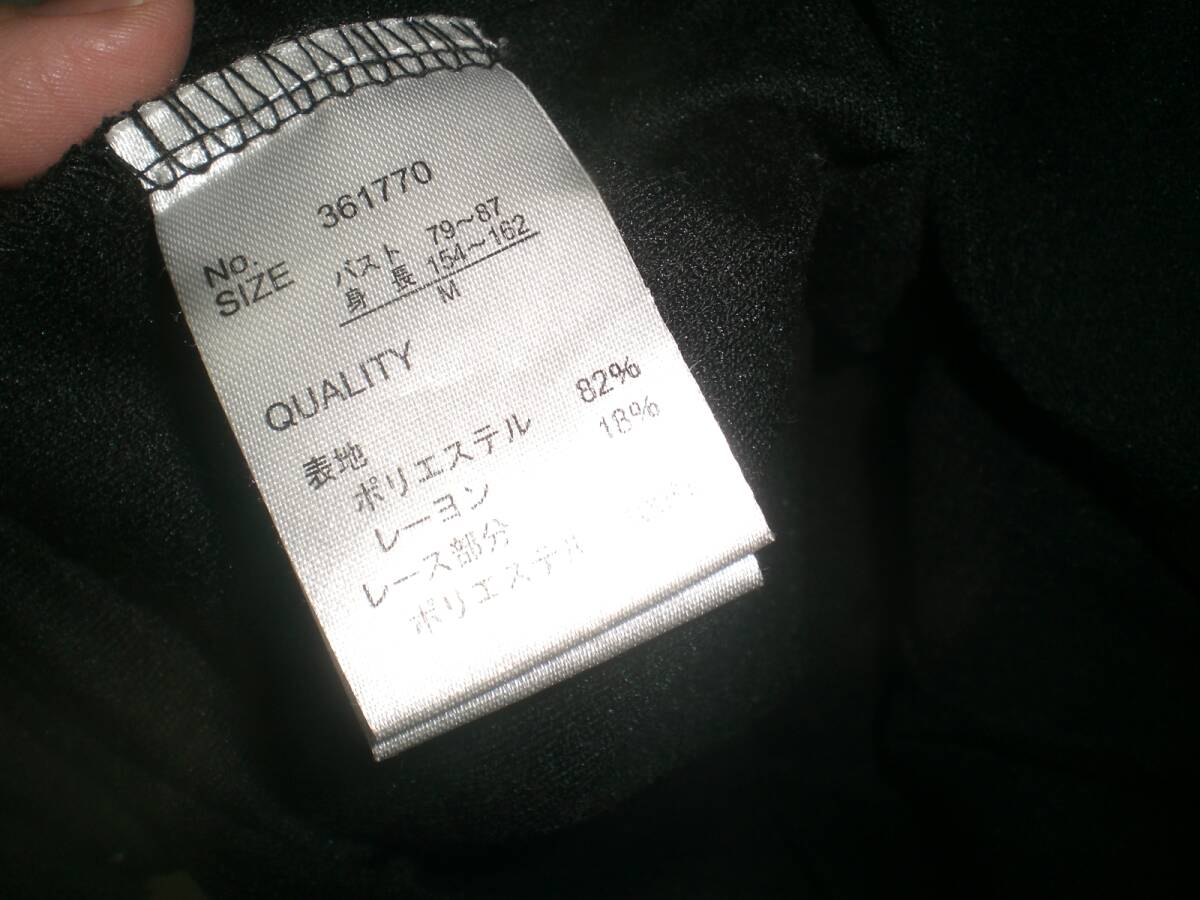 No. 361770
SIZE バスト 79～87
身長 154～162
M
QUALITY
表地
ポリエステル 82%
レーヨン 18%
レース部分
ポリエステル